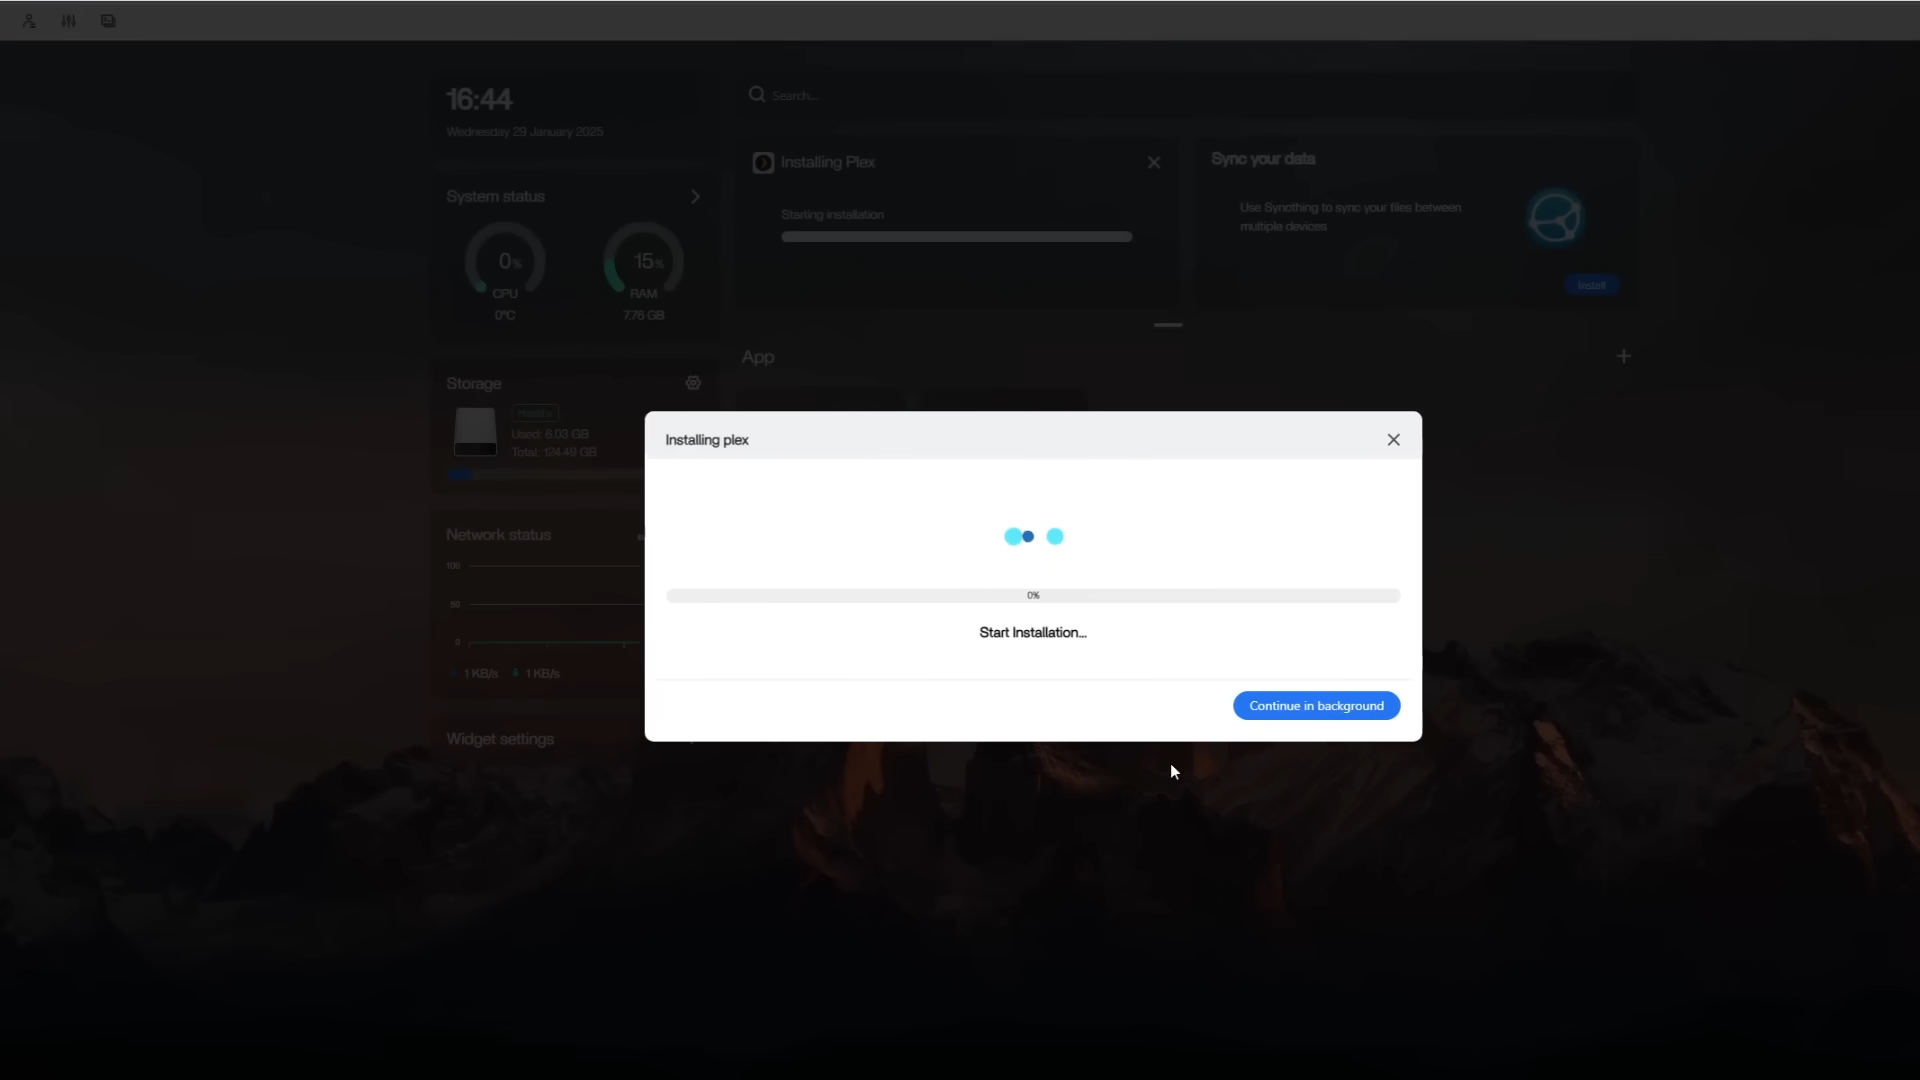 16:44
Wednesday 29 January 2025
Search...
Installing Plex
Starting installation
Sync your data
Use Syncthing to sync your files between
multiple devices
Install
System status
0%
CPU
0°C
15%
RAM
7.76 GB
App
Storage
Healthy
Used: 6.03 GB
Total: 124.49 GB
Network status
100
50
0
1 KB/s
1 KB/s
Widget settings
Installing plex
0%
Start Installation...
Continue in background